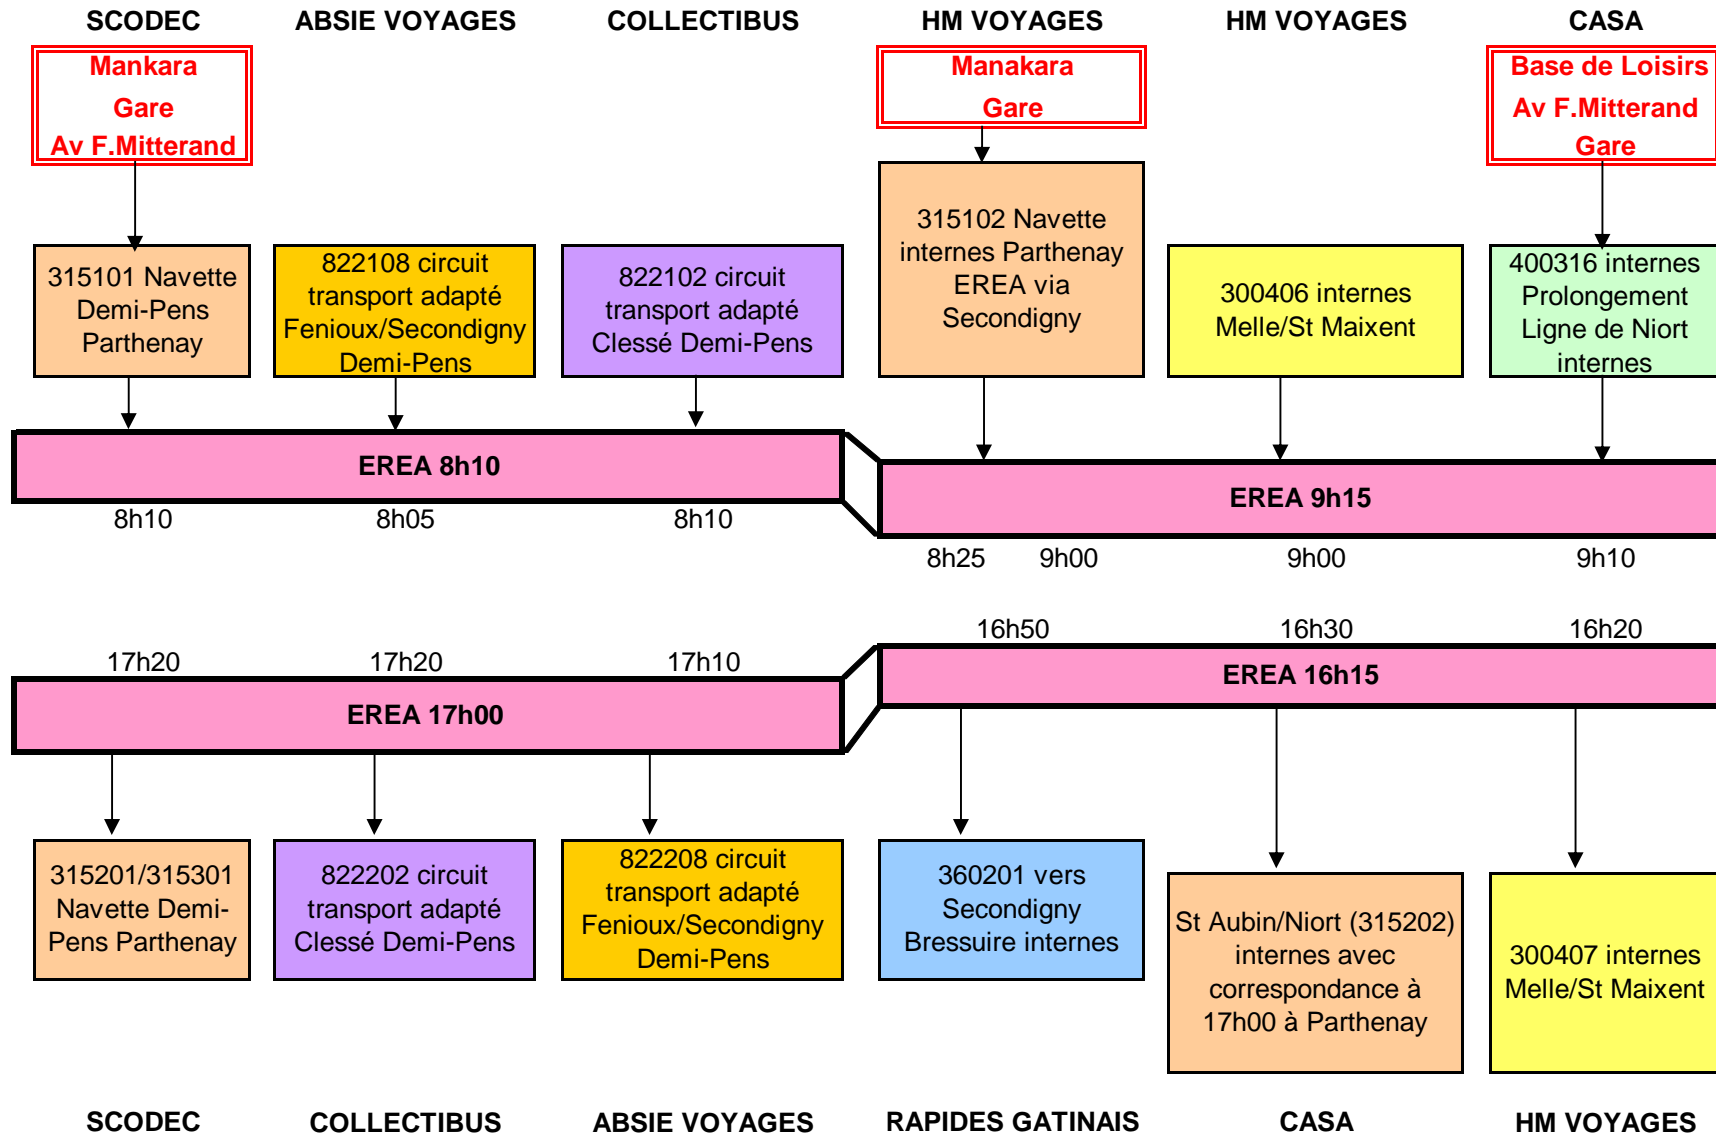 SCODEC
ABSIE VOYAGES
COLLECTIBUS
HM VOYAGES
HM VOYAGES
CASA
Mankara
Gare
Av F.Mitterand
Manakara
Gare
Base de Loisirs
Av F.Mitterand
Gare
315101 Navette
Demi-Pens
Parthenay
822108 circuit
transport adapté
Fenioux/Secondigny
Demi-Pens
822102 circuit
transport adapté
Clessé Demi-Pens
315102 Navette
internes Parthenay
EREA via
Secondigny
300406 internes
Melle/St Maixent
400316 internes
Prolongement
Ligne de Niort
internes
EREA 8h10
EREA 9h15
8h10
8h05
8h10
8h25
9h00
9h00
9h10
17h20
17h20
17h10
16h50
16h30
16h20
EREA 17h00
EREA 16h15
315201/315301
Navette Demi-
Pens Parthenay
822202 circuit
transport adapté
Clessé Demi-Pens
822208 circuit
transport adapté
Fenioux/Secondigny
Demi-Pens
360201 vers
Secondigny
Bressuire internes
St Aubin/Niort (315202)
internes avec
correspondance à
17h00 à Parthenay
300407 internes
Melle/St Maixent
SCODEC
COLLECTIBUS
ABSIE VOYAGES
RAPIDES GATINAIS
CASA
HM VOYAGES